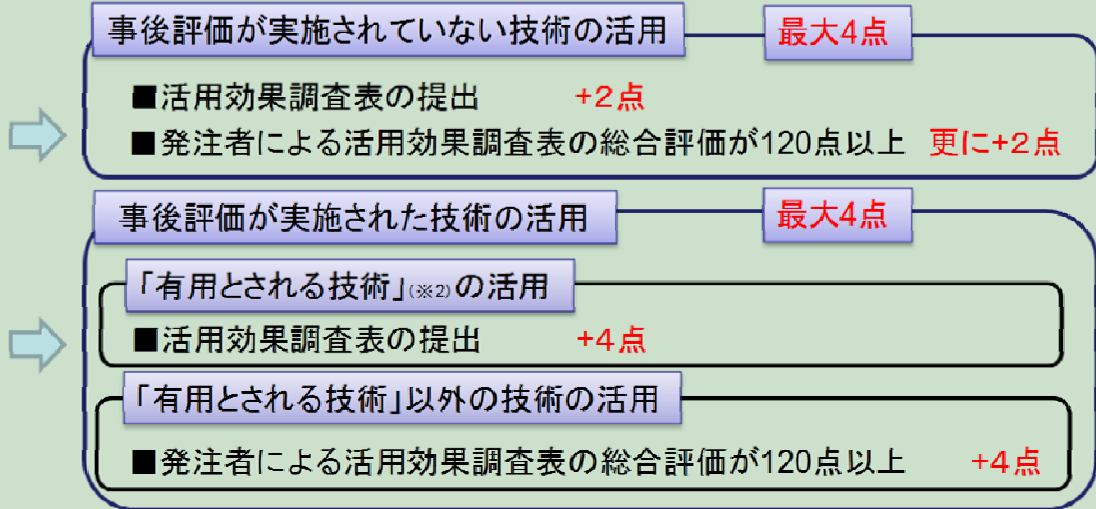 事後評価が実施されていない技術の活用 最大4点
■活用効果調査表の提出 +2点
■発注者による活用効果調査表の総合評価が120点以上 更に+2点
事後評価が実施された技術の活用 最大4点
「有用とされる技術」(※2)の活用
■活用効果調査表の提出 +4点
「有用とされる技術」以外の技術の活用
■発注者による活用効果調査表の総合評価が120点以上 +4点